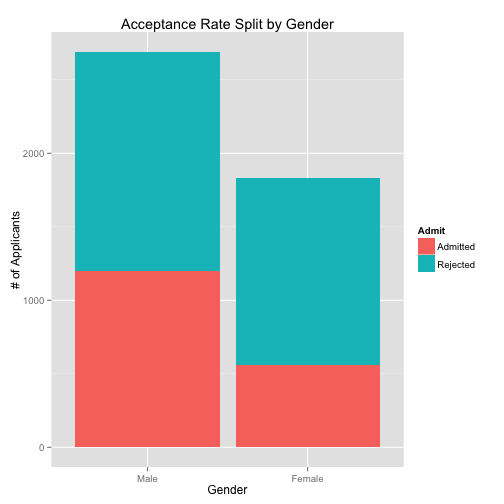 Acceptance Rate Split by Gender
# of Applicants
2000
1000
0
Male
Female
Gender
Admit
Admitted
Rejected